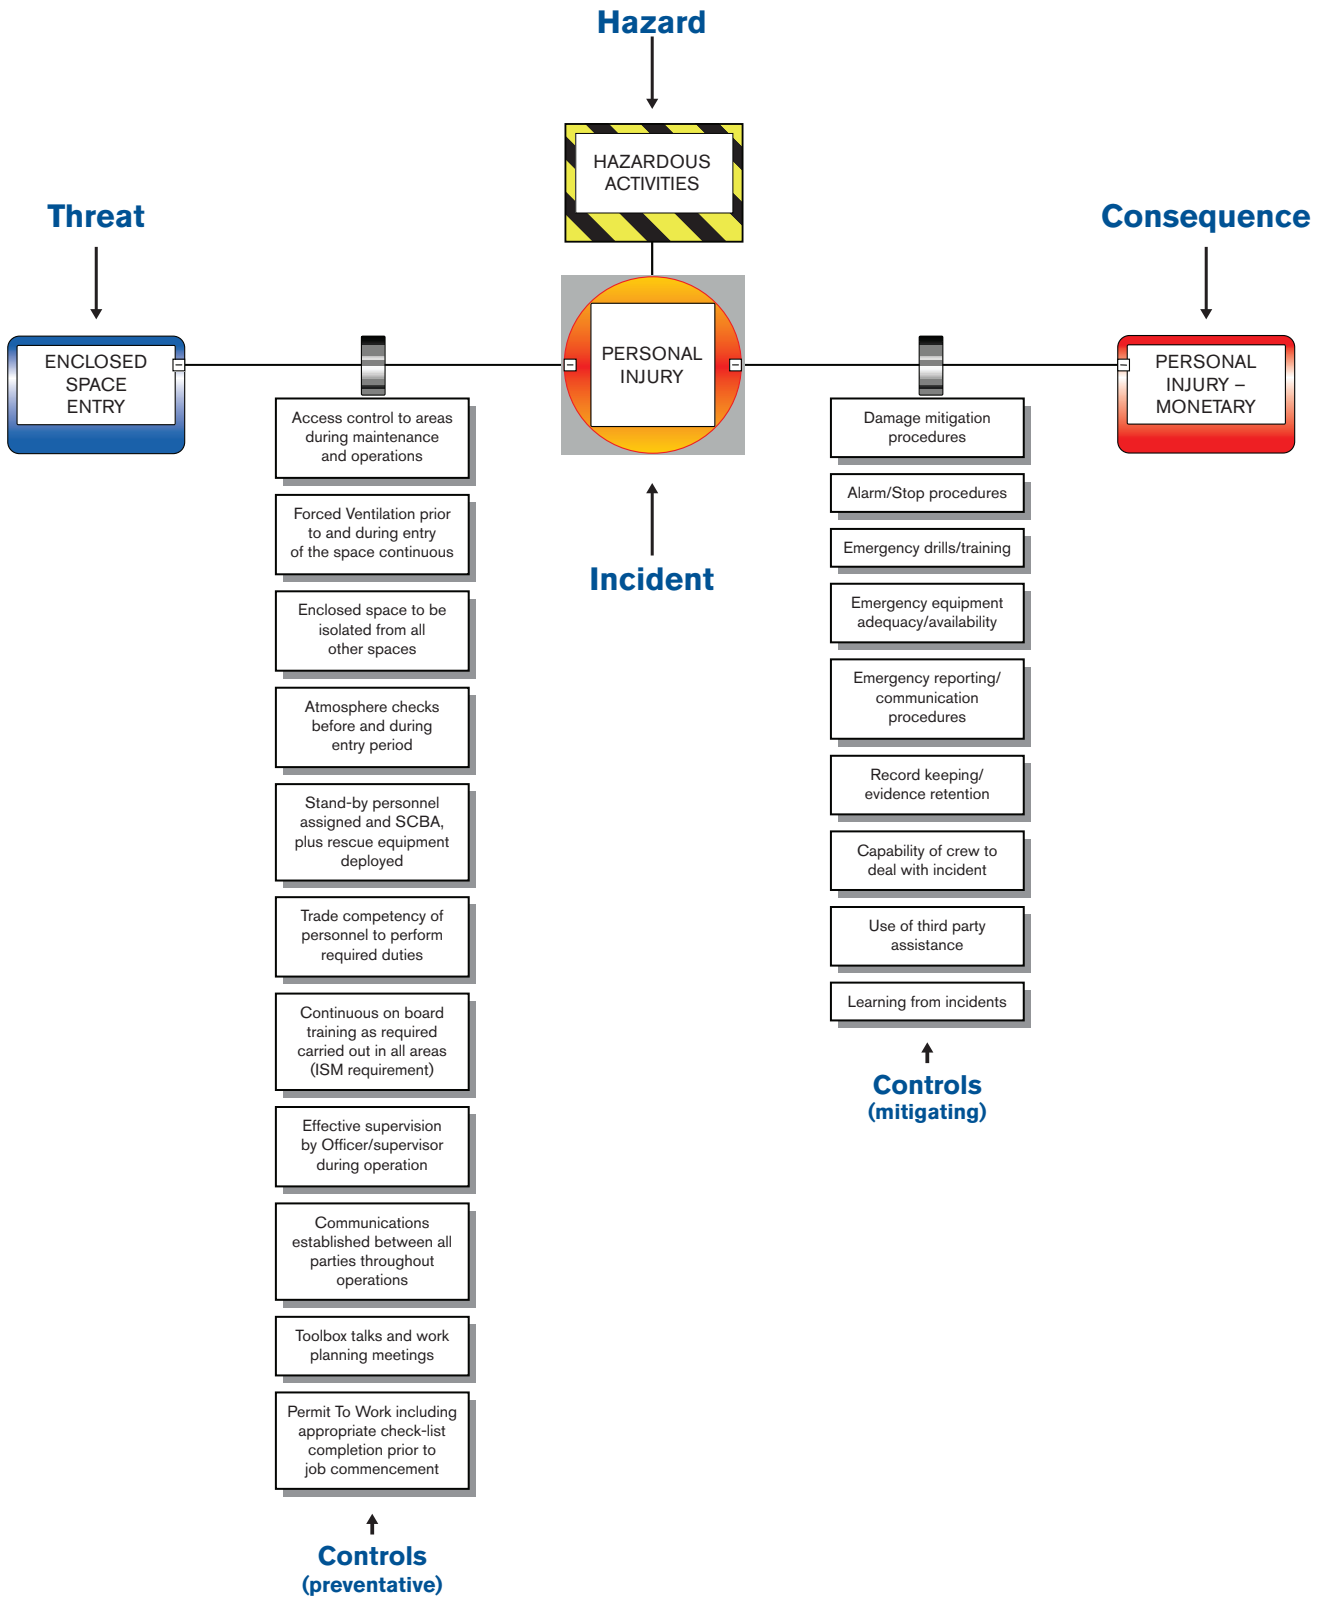 Hazard
HAZARDOUS
ACTIVITIES
Threat
Consequence
ENCLOSED
SPACE
ENTRY
PERSONAL
INJURY
PERSONAL
INJURY –
MONETARY
Incident
Access control to areas
during maintenance
and operations
Forced Ventilation prior
to and during entry
of the space continuous
Enclosed space to be
isolated from all
other spaces
Atmosphere checks
before and during
entry period
Stand-by personnel
assigned and SCBA,
plus rescue equipment
deployed
Trade competency of
personnel to perform
required duties
Continuous on board
training as required
carried out in all areas
(ISM requirement)
Effective supervision
by Officer/supervisor
during operation
Communications
established between all
parties throughout
operations
Toolbox talks and work
planning meetings
Permit To Work including
appropriate check-list
completion prior to
job commencement
Controls
(preventative)
Damage mitigation
procedures
Alarm/Stop procedures
Emergency drills/training
Emergency equipment
adequacy/availability
Emergency reporting/
communication
procedures
Record keeping/
evidence retention
Capability of crew to
deal with incident
Use of third party
assistance
Learning from incidents
Controls
(mitigating)